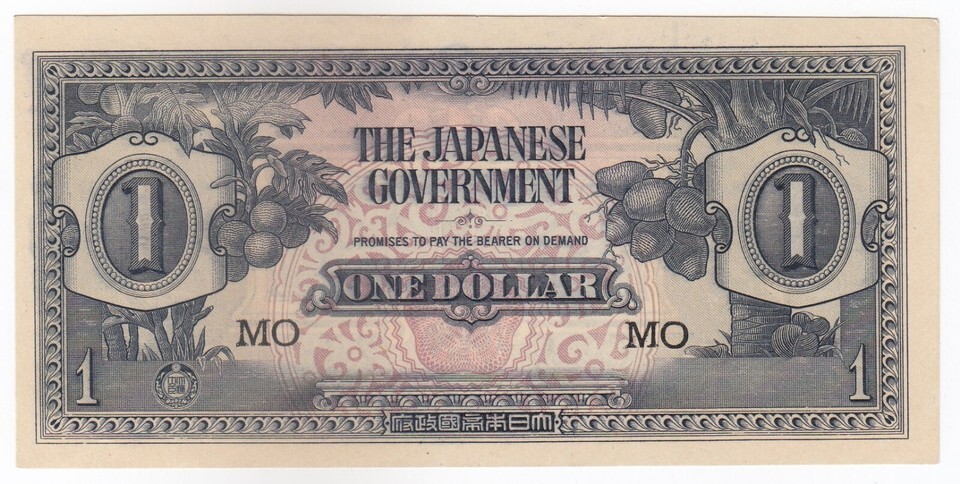 THE JAPANESE
GOVERNMENT
1 1
PROMISES TO PAY THE BEARER ON DEMAND
ONE DOLLAR
MO MO
1 1
大日本帝國政府